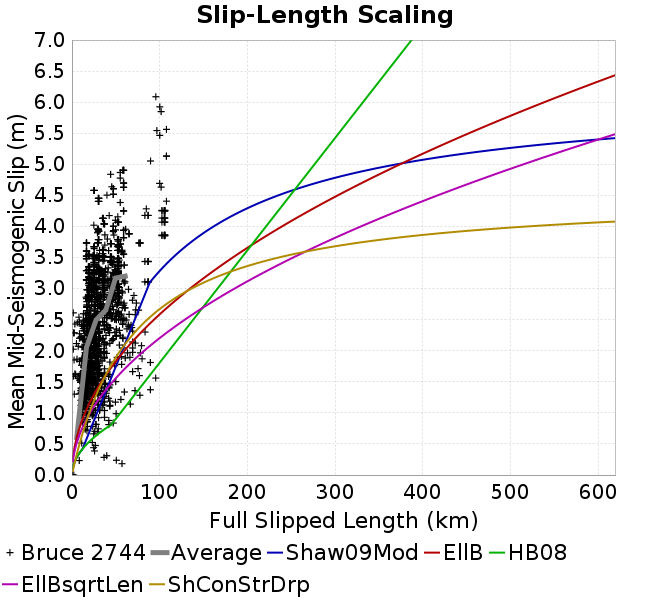 Slip-Length Scaling
Mean Mid-Seismogenic Slip (m)
7.0
6.5
6.0
5.5
5.0
4.5
4.0
3.5
3.0
2.5
2.0
1.5
1.0
0.5
0.0
0 100 200 300 400 500 600
Full Slipped Length (km)
Bruce 2744 Average Shaw09Mod EllB HB08
EllBsqrtLen ShConStrDrp